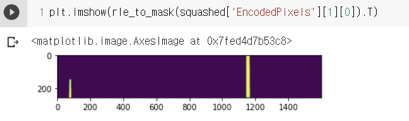 1 plt.imshow(rle_to_mask(squashed['EncodedPixels'][1][0]).T)
<matplotlib.image.AxesImage at 0x7fed4d7b53c8>
0
200
0 200 400 600 800 1000 1200 1400